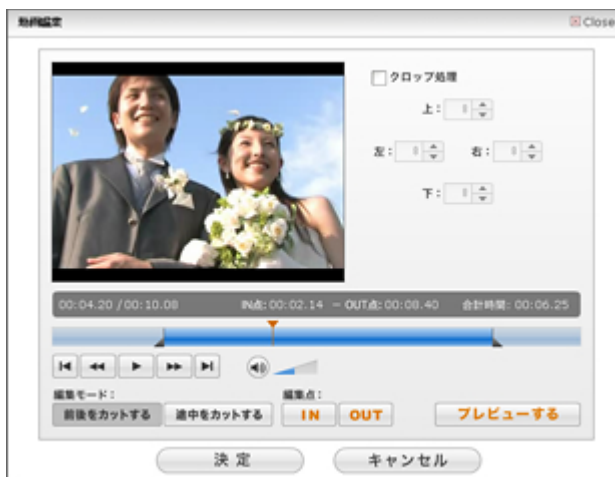 動画編集
Close
クロップ処理
上: 0
左: 0 右: 0
下: 0
00:04.20 /00:10.08 IN点:00:02.14 － OUT点:00:08.40 合計時間: 00:06.25
編集モード: 編集点:
前後をカットする 途中をカットする IN OUT プレビューする
決 定 キャンセル